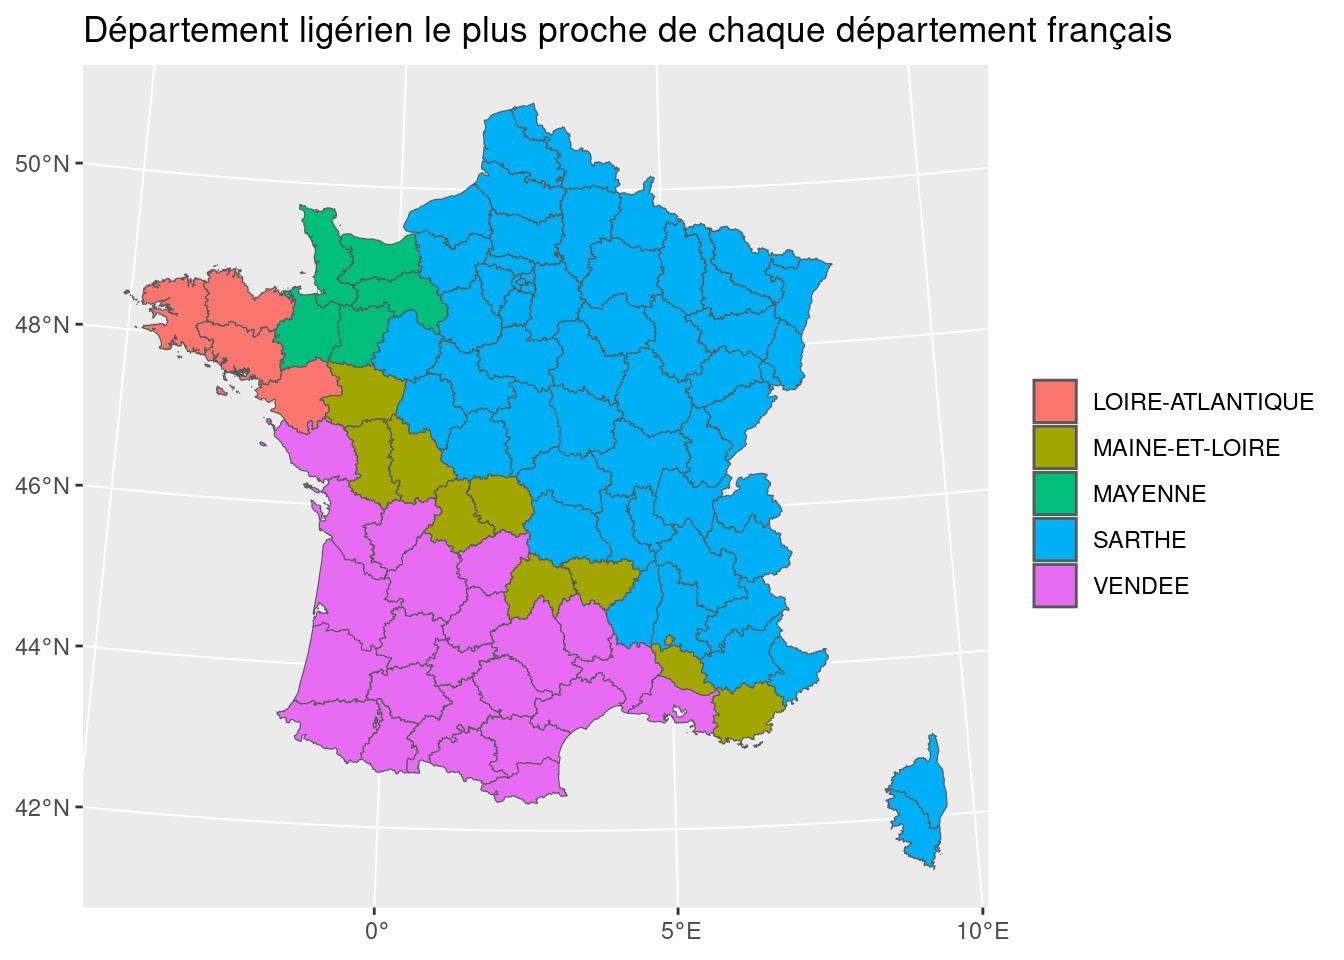 Département ligérien le plus proche de chaque département français
50°N
48°N
46°N
44°N
42°N
0°
5°E
10°E
LOIRE-ATLANTIQUE
MAINE-ET-LOIRE
MAYENNE
SARTHE
VENDEE